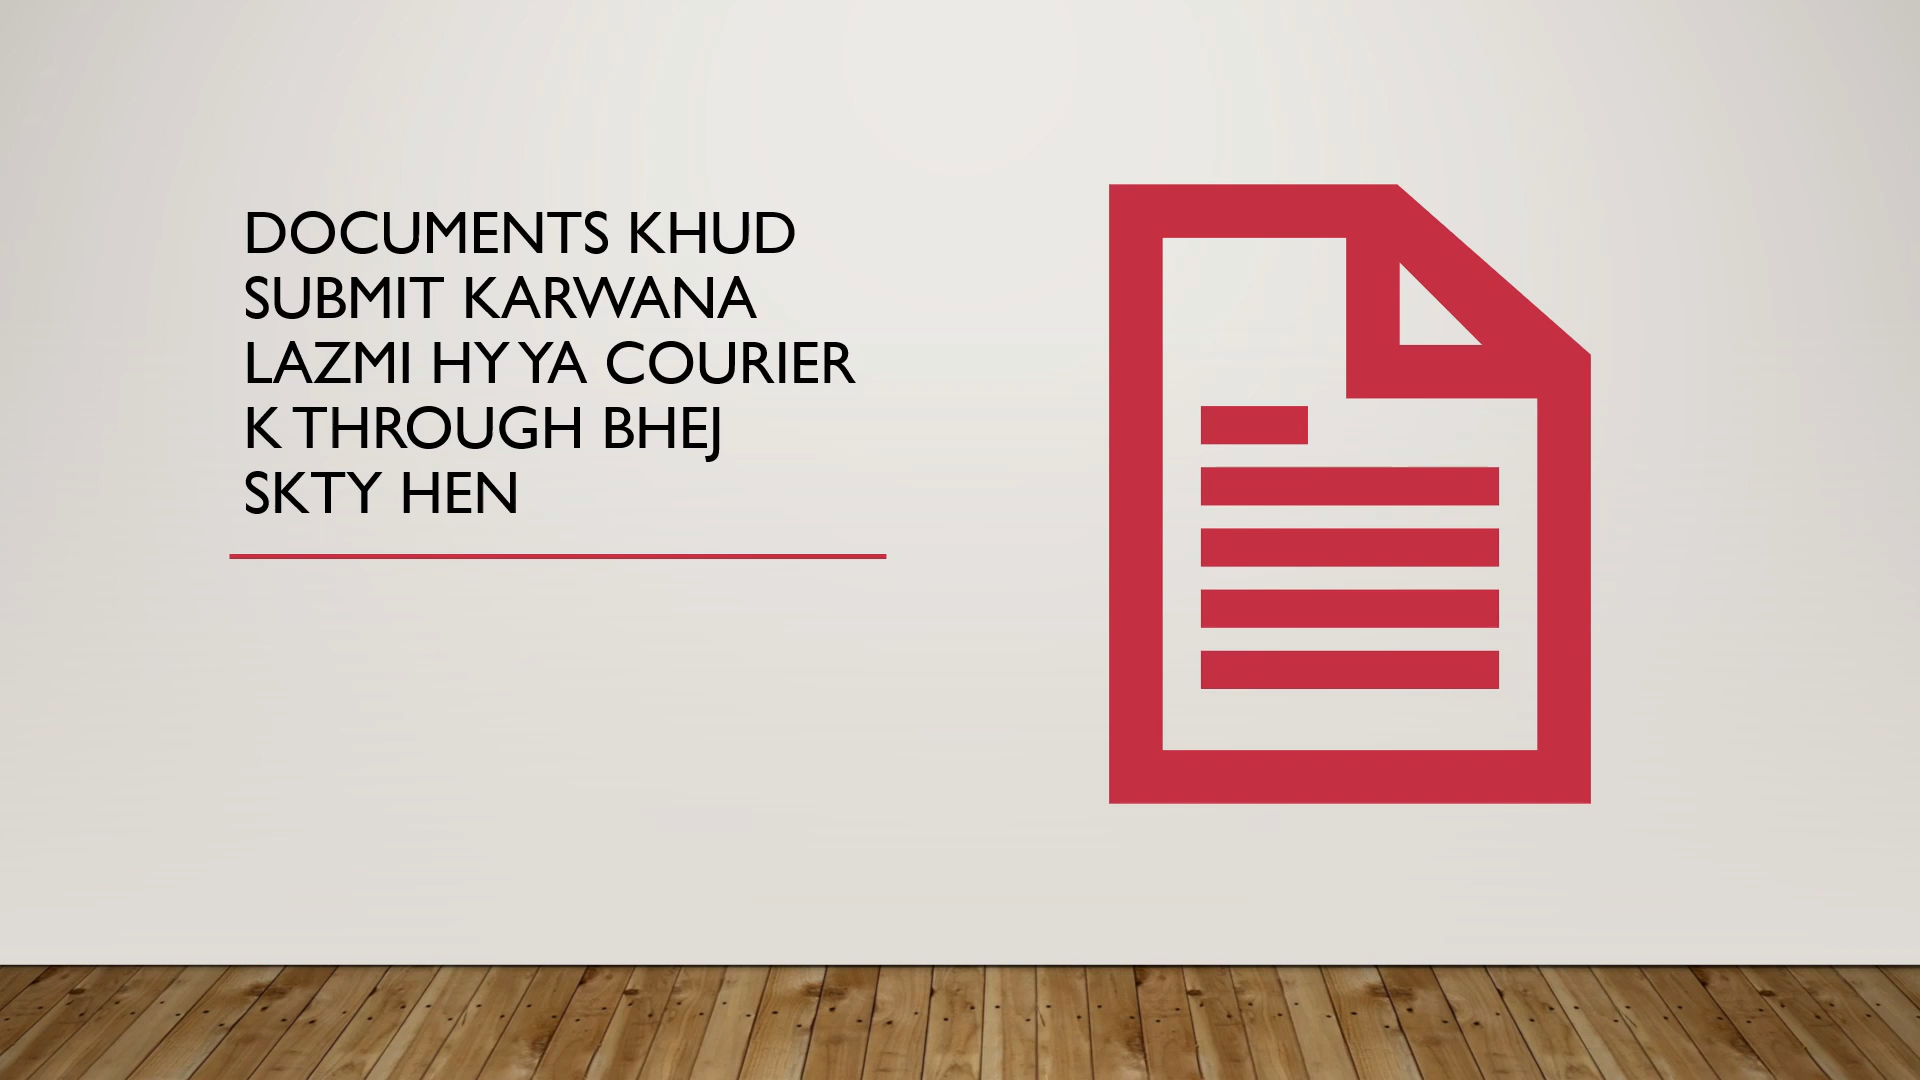 DOCUMENTS KHUD
SUBMIT KARWANA
LAZMI HY YA COURIER
K THROUGH BHEJ
SKTY HEN